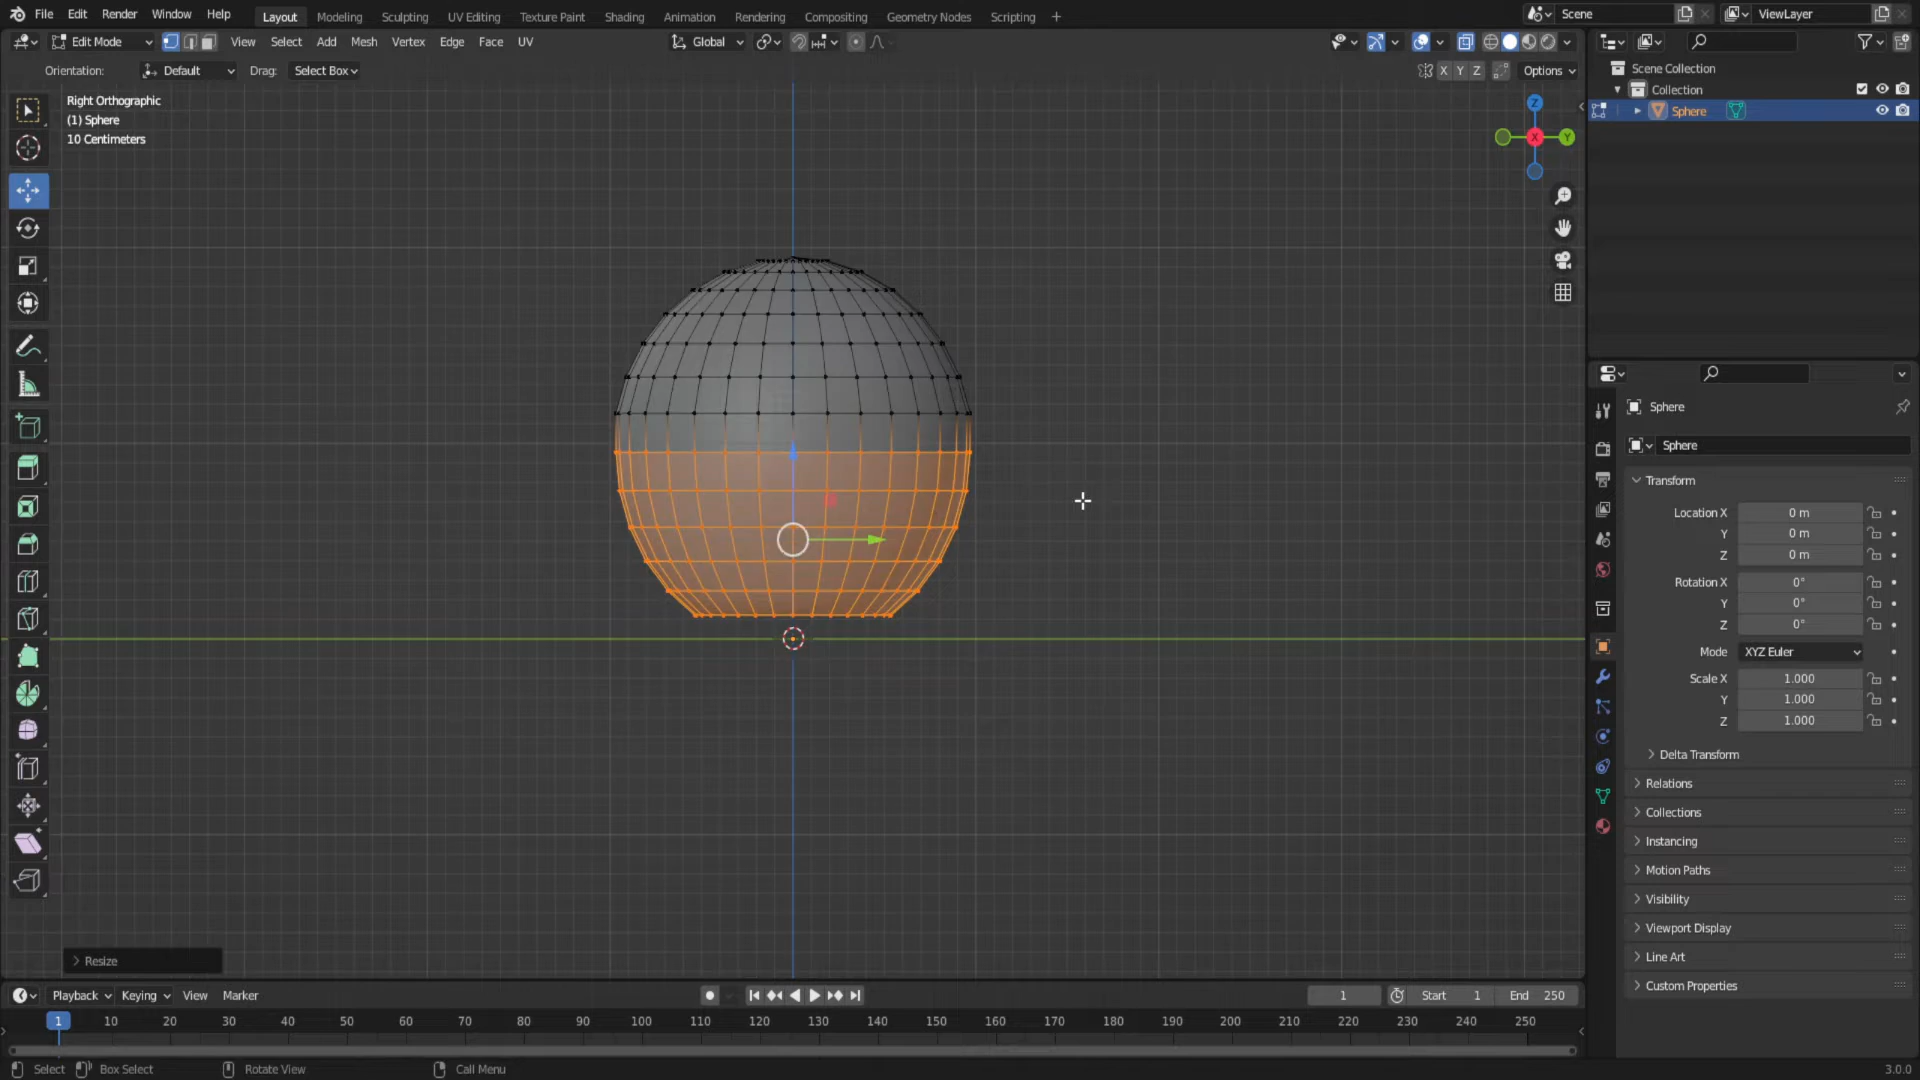 File Edit Render Window Help Layout Modeling Sculpting UV Editing Texture Paint Shading Animation Rendering Compositing Geometry Nodes Scripting + Scene ViewLayer
Edit Mode View Select Add Mesh Vertex Edge Face UV Global
Orientation: Default Drag: Select Box X Y Z Options
Scene Collection
Collection
Sphere
Right Orthographic
(1) Sphere
10 Centimeters
Z
X
Y
Sphere
Sphere
Transform
Location X 0 m
Y 0 m
Z 0 m
Rotation X 0°
Y 0°
Z 0°
Mode XYZ Euler
Scale X 1.000
Y 1.000
Z 1.000
Delta Transform
Relations
Collections
Instancing
Motion Paths
Visibility
Viewport Display
Line Art
Custom Properties
Resize
Playback Keying View Marker 1 Start 1 End 250
1 10 20 30 40 50 60 70 80 90 100 110 120 130 140 150 160 170 180 190 200 210 220 230 240 250
Select Box Select Rotate View Call Menu 3.0.0